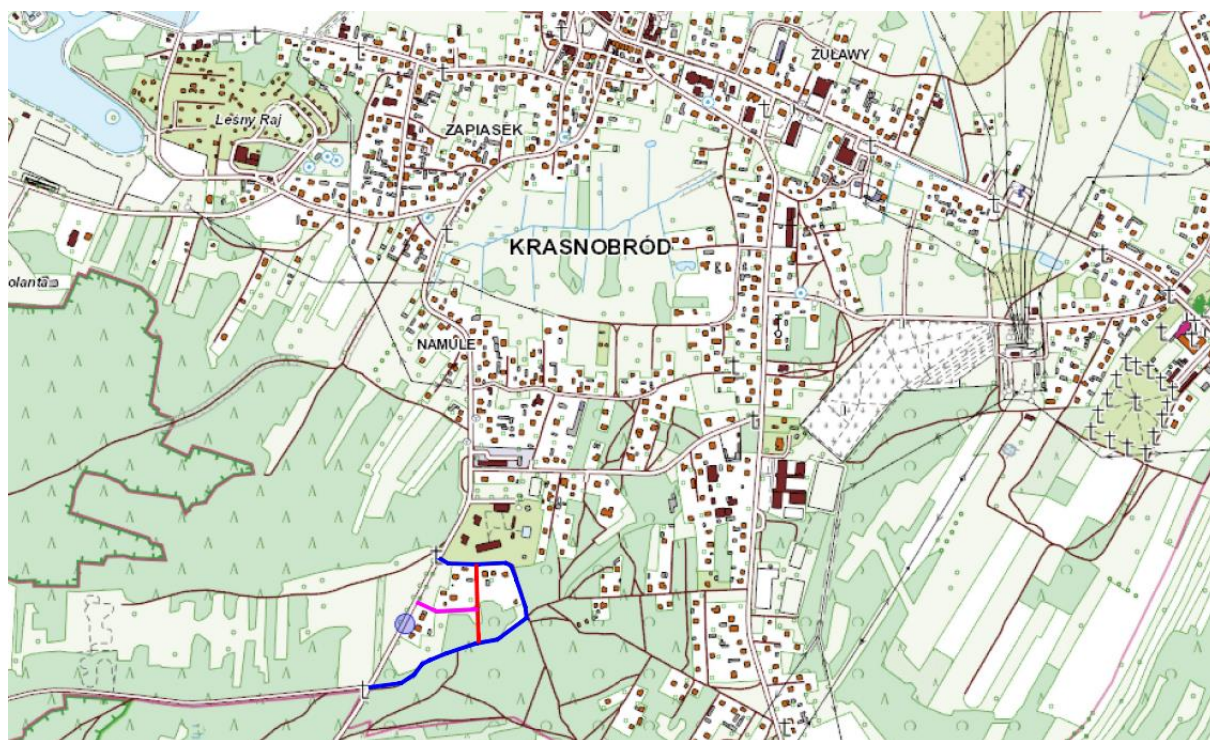 ŻUŁAWY
Leśny Raj
ZAPIASEK
KRASNOBRÓD
olanta
NAMULE